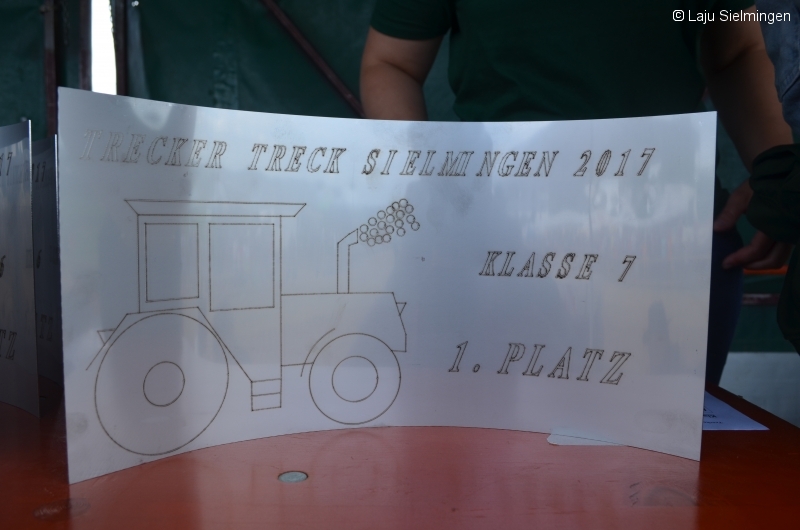 © Laju Sielmingen
TRECKER TRECK SIELMINGEN 2017
KLASSE 7
1. PLATZ